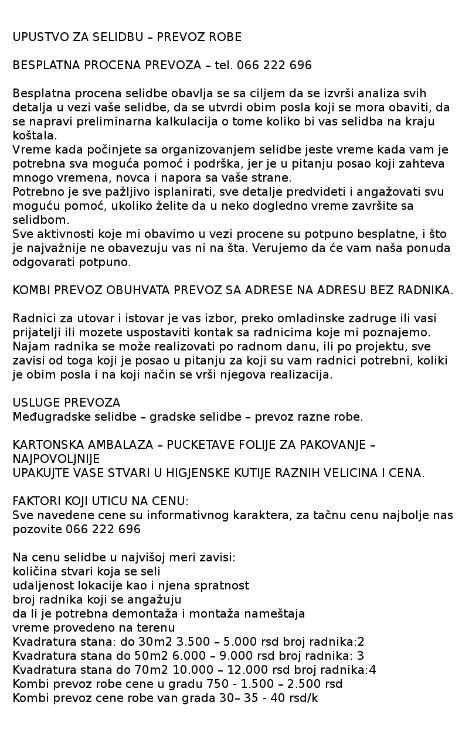 UPUSTVO ZA SELIDBU – PREVOZ ROBE
BESPLATNA PROCENA PREVOZA – tel. 066 222 696
Besplatna procena selidbe obavlja se sa ciljem da se izvrši analiza svih
detalja u vezi vaše selidbe, da se utvrdi obim posla koji se mora obaviti, da
se napravi preliminarna kalkulacija o tome koliko bi vas selidba na kraju
koštala.
Vreme kada počinjete sa organizovanjem selidbe jeste vreme kada vam je
potrebna sva moguća pomoć i podrška, jer je u pitanju posao koji zahteva
mnogo vremena, novca i napora sa vaše strane.
Potrebno je sve pažljivo isplanirati, sve detalje predvideti i angažovati svu
moguću pomoć, ukoliko želite da u neko dogledno vreme završite sa
selidbom.
Sve aktivnosti koje mi obavimo u vezi procene su potpuno besplatne, i što
je najvažnije ne obavezuju vas ni na šta. Verujemo da će vam naša ponuda
odgovarati potpuno.
KOMBI PREVOZ OBUHVATA PREVOZ SA ADRESE NA ADRESU BEZ RADNIKA.
Radnici za utovar i istovar je vas izbor, preko omladinske zadruge ili vasi
prijatelji ili mozete uspostaviti kontak sa radnicima koje mi poznajemo.
Najam radnika se može realizovati po radnom danu, ili po projektu, sve
zavisi od toga koji je posao u pitanju za koji su vam radnici potrebni, koliki
je obim posla i na koji način se vrši njegova realizacija.
USLUGE PREVOZA
Međugradske selidbe – gradske selidbe – prevoz razne robe.
KARTONSKA AMBALAZA – PUCKETAVE FOLIJE ZA PAKOVANJE –
NAJPOVOLJNIJE
UPAKUJTE VASE STVARI U HIGJENSKE KUTIJE RAZNIH VELICINA I CENA.
FAKTORI KOJI UTICU NA CENU:
Sve navedene cene su informativnog karaktera, za tačnu cenu najbolje nas
pozovite 066 222 696
Na cenu selidbe u najvišoj meri zavisi:
količina stvari koja se seli
udaljenost lokacije kao i njena spratnost
broj radnika koji se angažuju
da li je potrebna demontaža i montaža nameštaja
vreme provedeno na terenu
Kvadratura stana: do 30m2 3.500 – 5.000 rsd broj radnika:2
Kvadratura stana do 50m2 6.000 – 9.000 rsd broj radnika: 3
Kvadratura stana do 70m2 10.000 – 12.000 rsd broj radnika:4
Kombi prevoz robe cene u gradu 750 - 1.500 – 2.500 rsd
Kombi prevoz cene robe van grada 30– 35 - 40 rsd/k